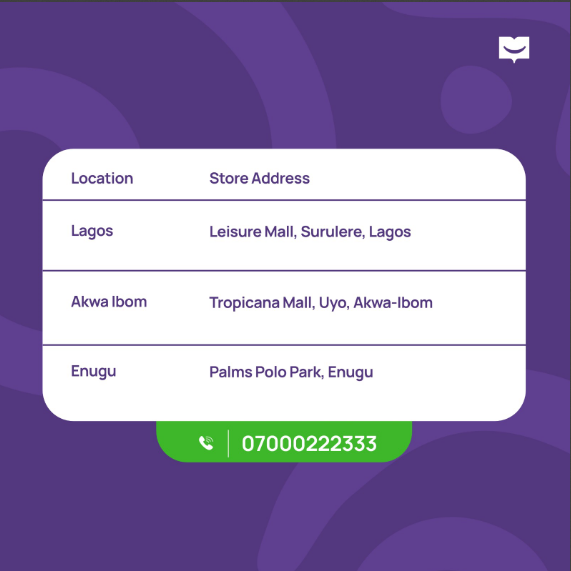 Location Store Address
Lagos Leisure Mall, Surulere, Lagos
Akwa Ibom Tropicana Mall, Uyo, Akwa-Ibom
Enugu Palms Polo Park, Enugu
07000222333